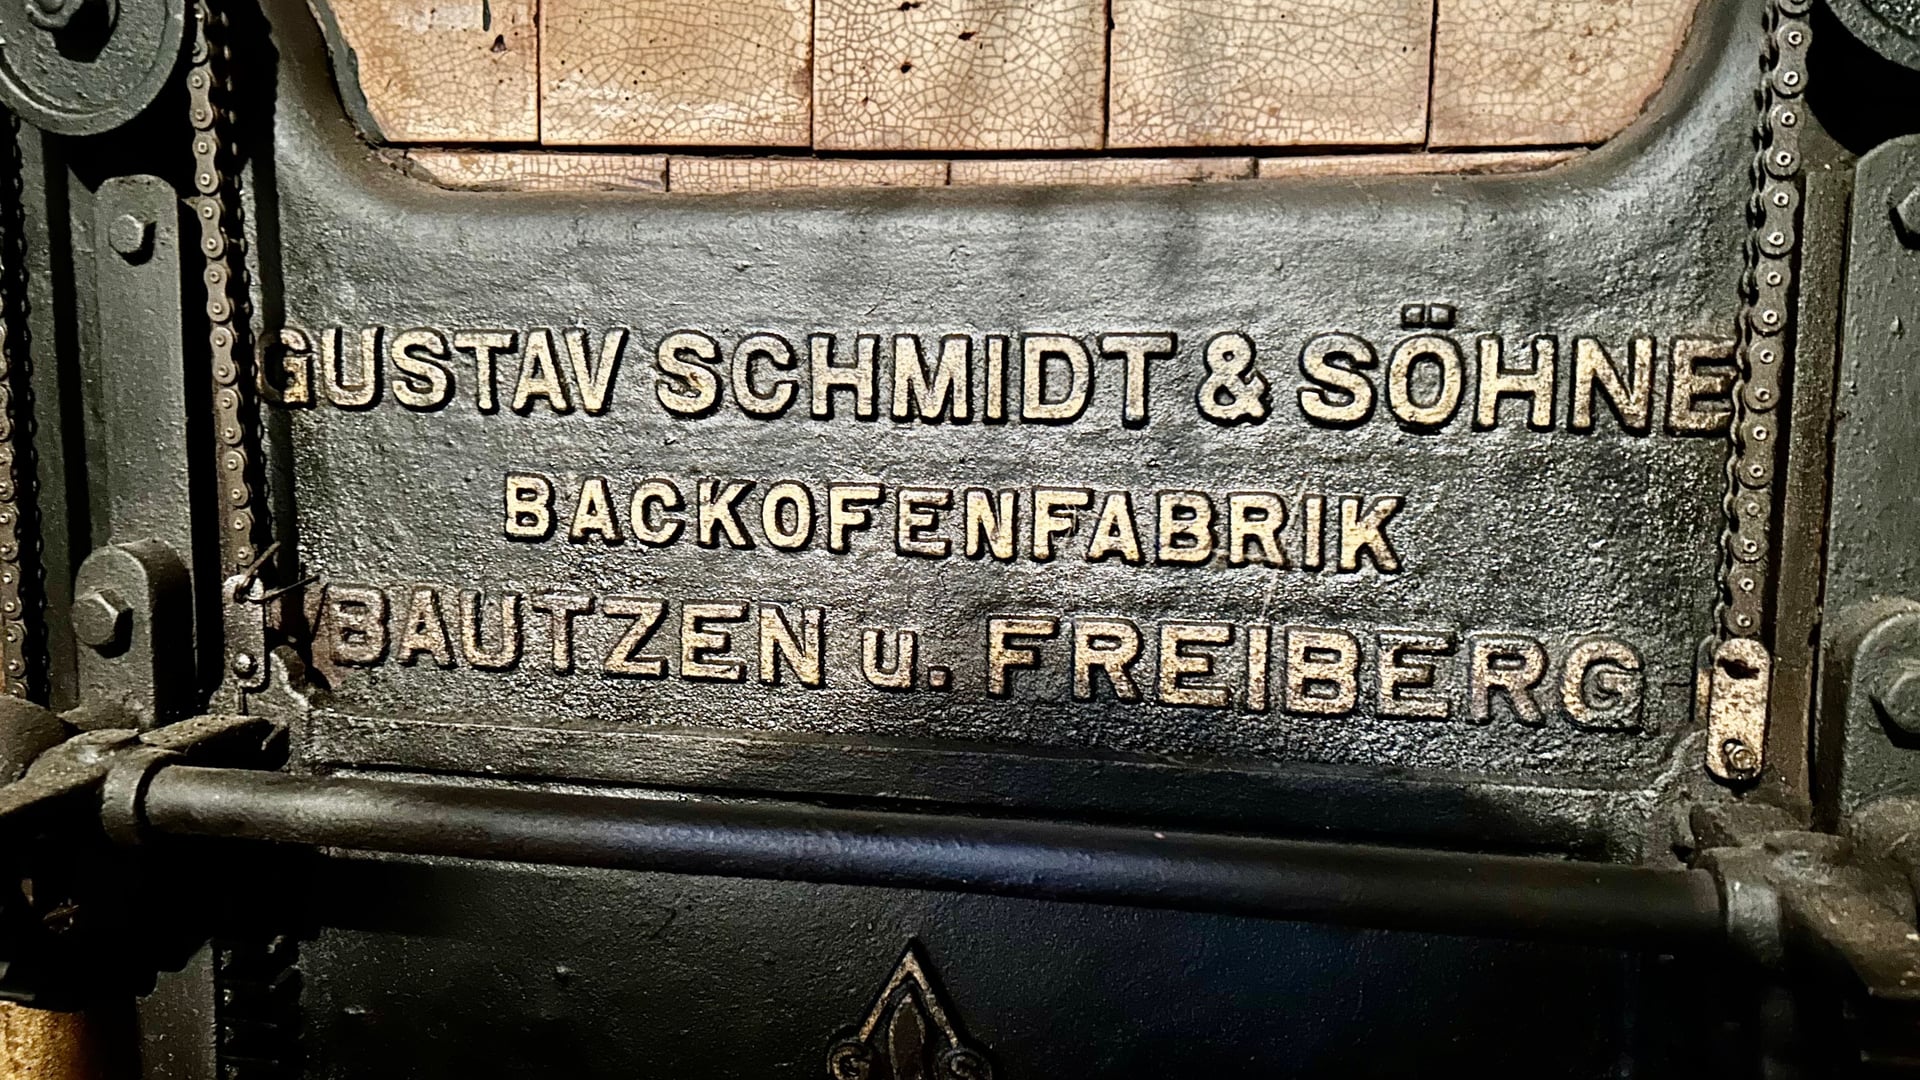 GUSTAV SCHMIDT & SÖHNE
BACKOFENFABRIK
BAUTZEN u. FREIBERG
G S